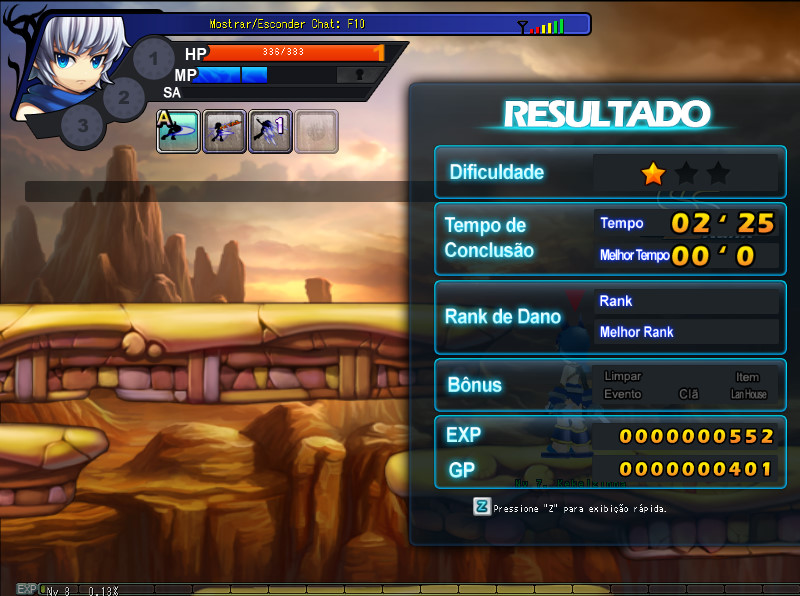 Mostrar/Esconder Chat: F10
HP 336/333 1
MP
SA
1
2
3
A
1
RESULTADO
Dificuldade
Tempo de Conclusão
Tempo 02 ' 25
Melhor Tempo 00 ' 0
Rank de Dano
Rank
Melhor Rank
Bônus
Limpar Evento
Clã
Item Lan House
EXP 0000000552
GP 0000000401
Z Pressione "Z" para exibição rápida.
EXP Nv 3 0.13%